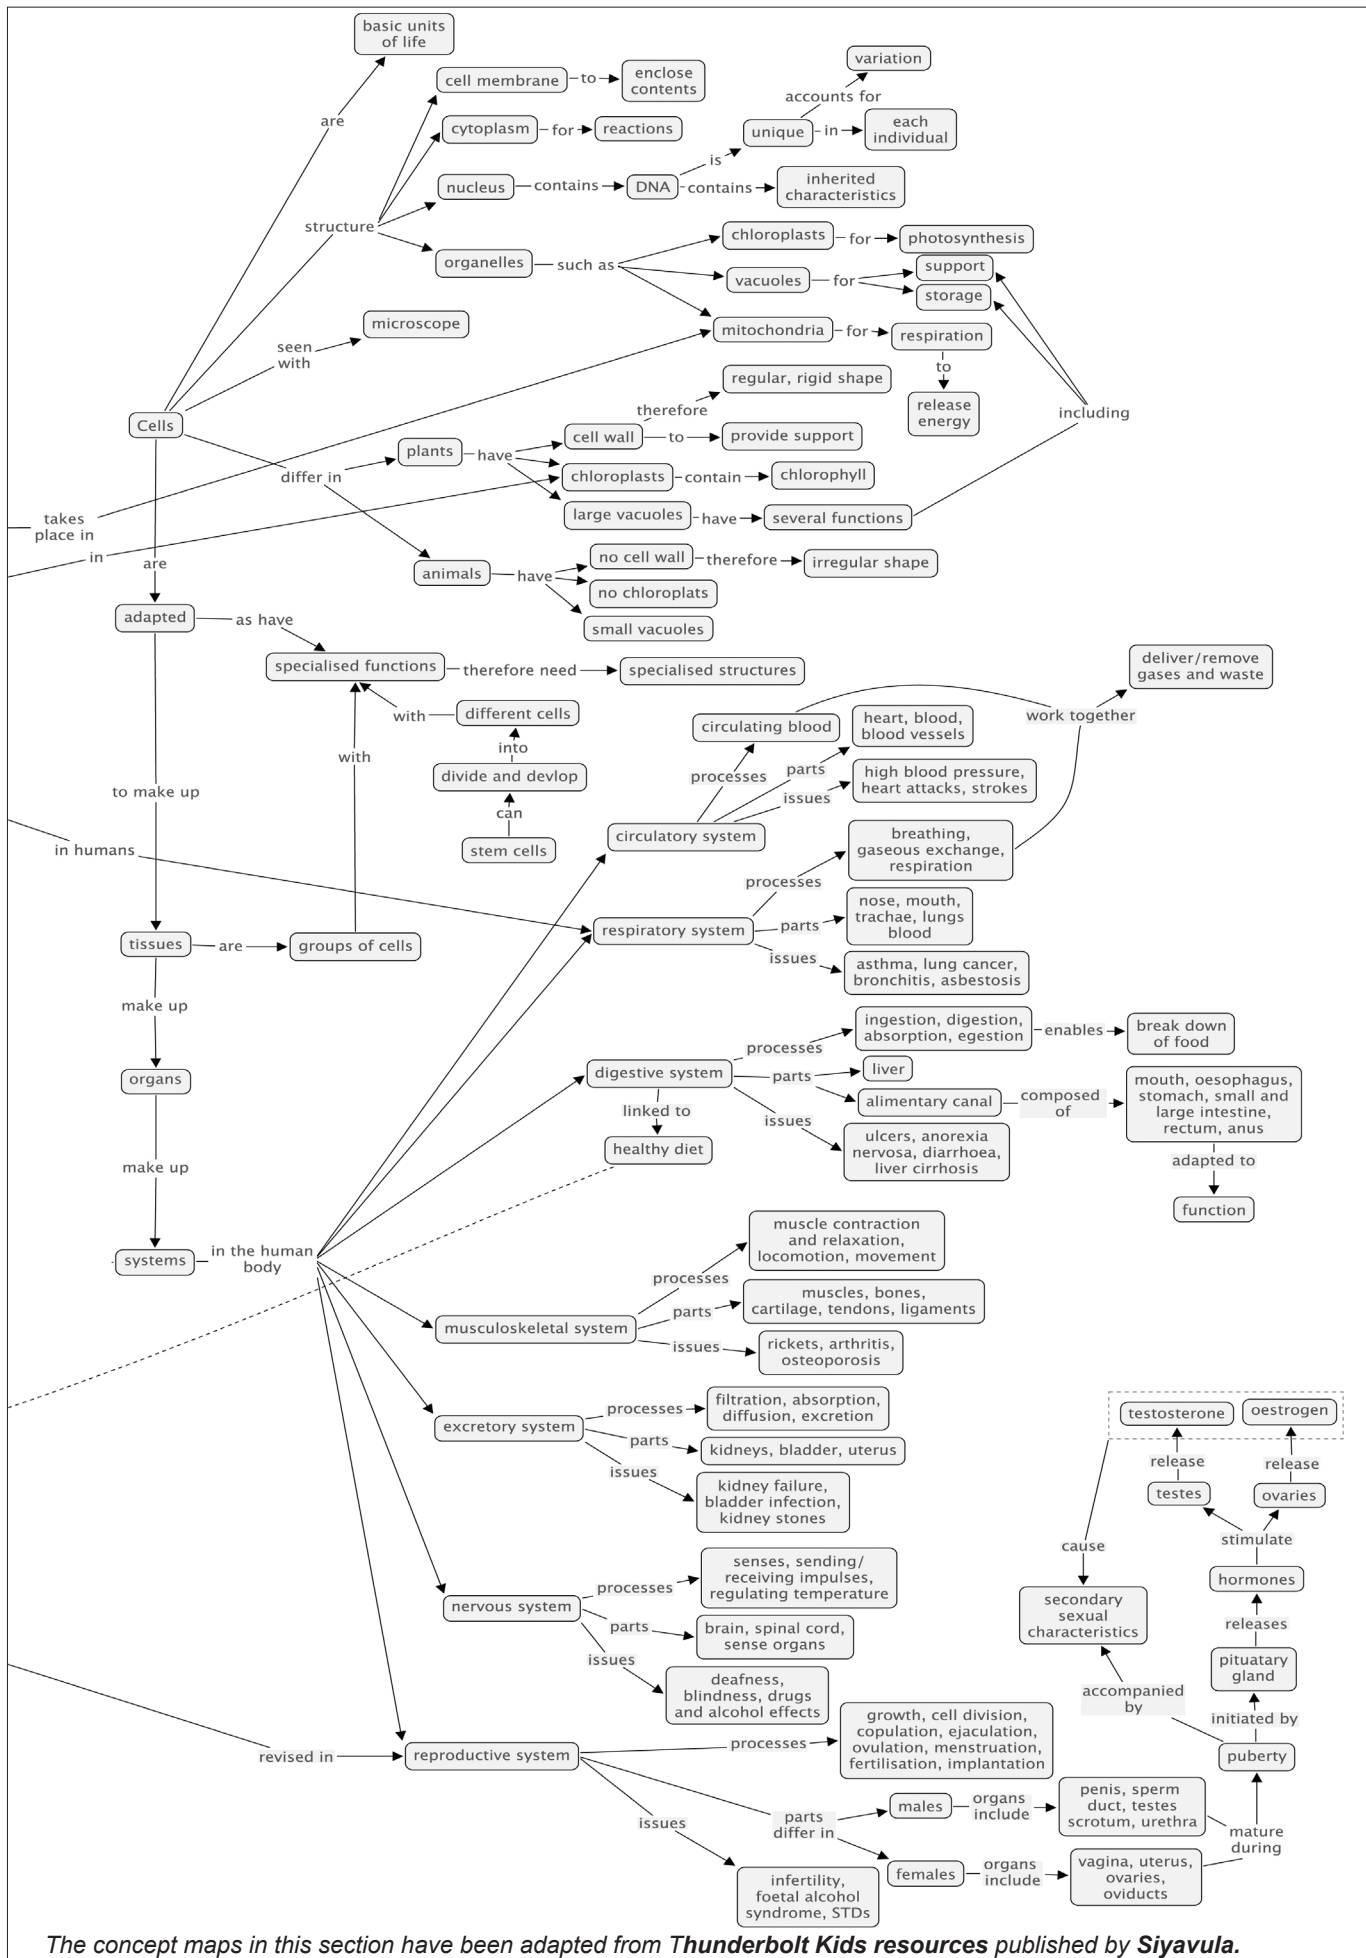 basic units
of life
are
cell membrane
to
enclose
contents
variation
accounts for
cytoplasm
for
reactions
unique
in
each
individual
is
nucleus
contains
DNA
contains
inherited
characteristics
structure
organelles
such as
chloroplasts
for
photosynthesis
vacuoles
for
support
storage
microscope
seen
with
mitochondria
for
respiration
to
release
energy
including
regular, rigid shape
therefore
Cells
differ in
plants
have
cell wall
to
provide support
chloroplasts
contain
chlorophyll
large vacuoles
have
several functions
takes
place in
in
are
animals
have
no cell wall
therefore
irregular shape
no chloroplats
small vacuoles
adapted
as have
specialised functions
therefore need
specialised structures
with
different cells
into
divide and devlop
can
stem cells
with
to make up
in humans
deliver/remove
gases and waste
work together
circulating blood
heart, blood,
blood vessels
processes
parts
issues
high blood pressure,
heart attacks, strokes
circulatory system
breathing,
gaseous exchange,
respiration
processes
respiratory system
parts
nose, mouth,
trachae, lungs
blood
issues
asthma, lung cancer,
bronchitis, asbestosis
tissues
are
groups of cells
make up
organs
make up
digestive system
processes
ingestion, digestion,
absorption, egestion
enables
break down
of food
parts
liver
alimentary canal
composed
of
mouth, oesophagus,
stomach, small and
large intestine,
rectum, anus
adapted to
function
linked to
healthy diet
issues
ulcers, anorexia
nervosa, diarrhoea,
liver cirrhosis
systems
in the human
body
muscle contraction
and relaxation,
locomotion, movement
processes
musculoskeletal system
parts
muscles, bones,
cartilage, tendons, ligaments
issues
rickets, arthritis,
osteoporosis
excretory system
processes
filtration, absorption,
diffusion, excretion
parts
kidneys, bladder, uterus
issues
kidney failure,
bladder infection,
kidney stones
testosterone
oestrogen
release
release
testes
ovaries
stimulate
cause
hormones
secondary
sexual
characteristics
releases
pituatary
gland
accompanied
by
initiated by
puberty
nervous system
processes
senses, sending/
receiving impulses,
regulating temperature
parts
brain, spinal cord,
sense organs
issues
deafness,
blindness, drugs
and alcohol effects
revised in
reproductive system
processes
growth, cell division,
copulation, ejaculation,
ovulation, menstruation,
fertilisation, implantation
issues
infertility,
foetal alcohol
syndrome, STDs
parts
differ in
males
organs
include
penis, sperm
duct, testes
scrotum, urethra
females
organs
include
vagina, uterus,
ovaries,
oviducts
mature
during
The concept maps in this section have been adapted from Thunderbolt Kids resources published by Siyavula.